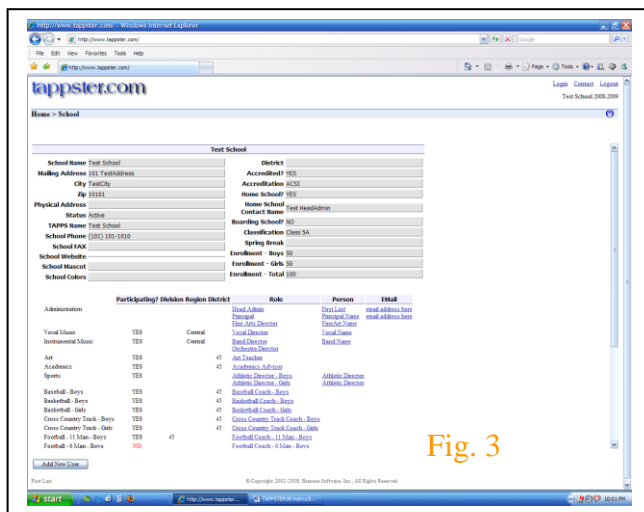 http://www.tappster.com/ - Windows Internet Explorer
http://www.tappster.com/
Google
File Edit View Favorites Tools Help
http://www.tappster.com/
Page Tools
tappster.com
Login Contact Logout
Test School 2008-2009
Home > School
Test School
School Name Test School
District
Mailing Address 101 TestAddress
Accredited? YES
City TestCity
Accreditation ACSI
Zip 10101
Home School? YES
Physical Address
Home School Contact Name Test HeadAdmin
Status Active
Boarding School? NO
TAPPS Name Test School
Classification Class 5A
School Phone (101) 101-1010
Spring Break
School FAX
Enrollment - Boys 50
School Website
Enrollment - Girls 50
School Mascot
Enrollment - Total 100
School Colors
Participating? Division Region District Role Person EMail
Administration Head Admin First Last email address here
Principal Principal Name email address here
Fine Arts Director FineArt Name
Vocal Music YES Central Vocal Director Vocal Name
Instrumental Music YES Central Band Director Band Name
Orchestra Director
Art YES 45 Art Teacher
Academics YES 45 Academics Advisor
Sports YES Athletic Director - Boys Athletic Director
Athletic Director - Girls Athletic Director
Baseball - Boys YES 45 Baseball Coach - Boys
Basketball - Boys YES 45 Basketball Coach - Boys
Basketball - Girls YES 45 Basketball Coach - Girls
Cross Country Track - Boys YES 45 Cross Country Track Coach - Boys
Cross Country Track - Girls YES 45 Cross Country Track Coach - Girls
Football - 11 Man - Boys YES 45 Football Coach - 11 Man - Boys
Football - 6 Man - Boys NO Football Coach - 6 Man - Boys
Fig. 3
Add New User
First Last
© Copyright 2002-2008, Branson Software, Inc., All Rights Reserved
start
http://www.tappster...
10:01 PM